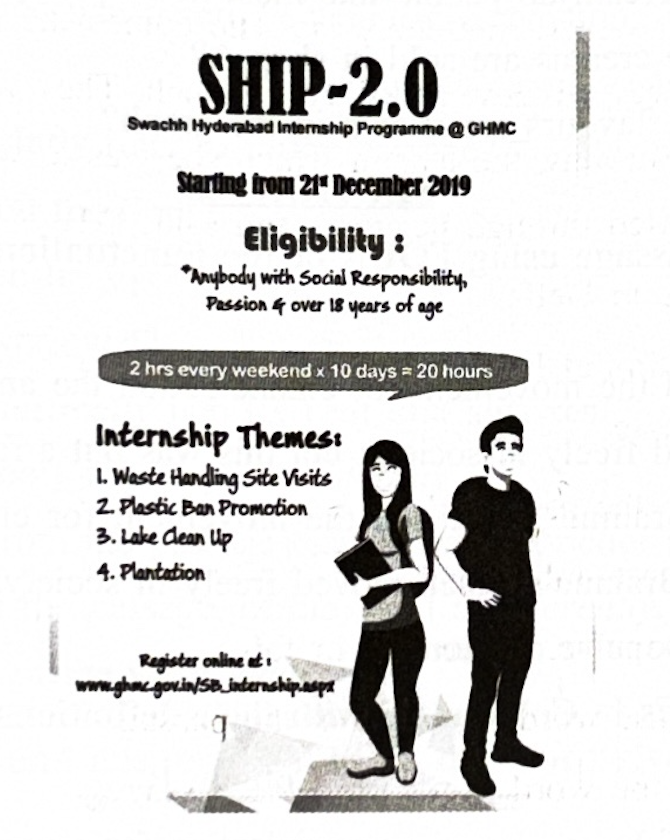 SHIP-2.0
Swachh Hyderabad Internship Programme @ GHMC
Starting from 21st December 2019
Eligibility :
*Anybody with Social Responsibility,
Passion & over 18 years of age
2 hrs every weekend x 10 days = 20 hours
Internship Themes:
1. Waste Handling Site Visits
2. Plastic Ban Promotion
3. Lake Clean Up
4. Plantation
Register online at :
www.ghmc.gov.in/SB_internship.aspx